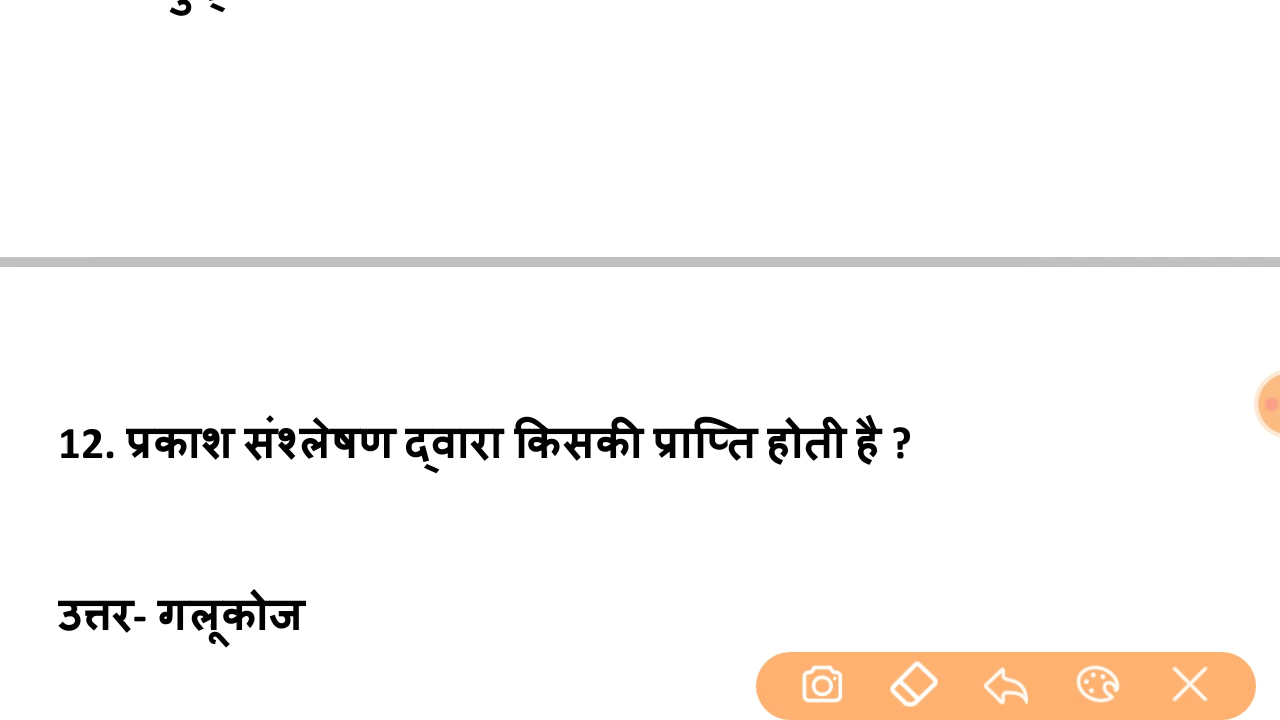 12. प्रकाश संश्लेषण द्वारा किसकी प्राप्ति होती है ?
उत्तर- गलूकोज